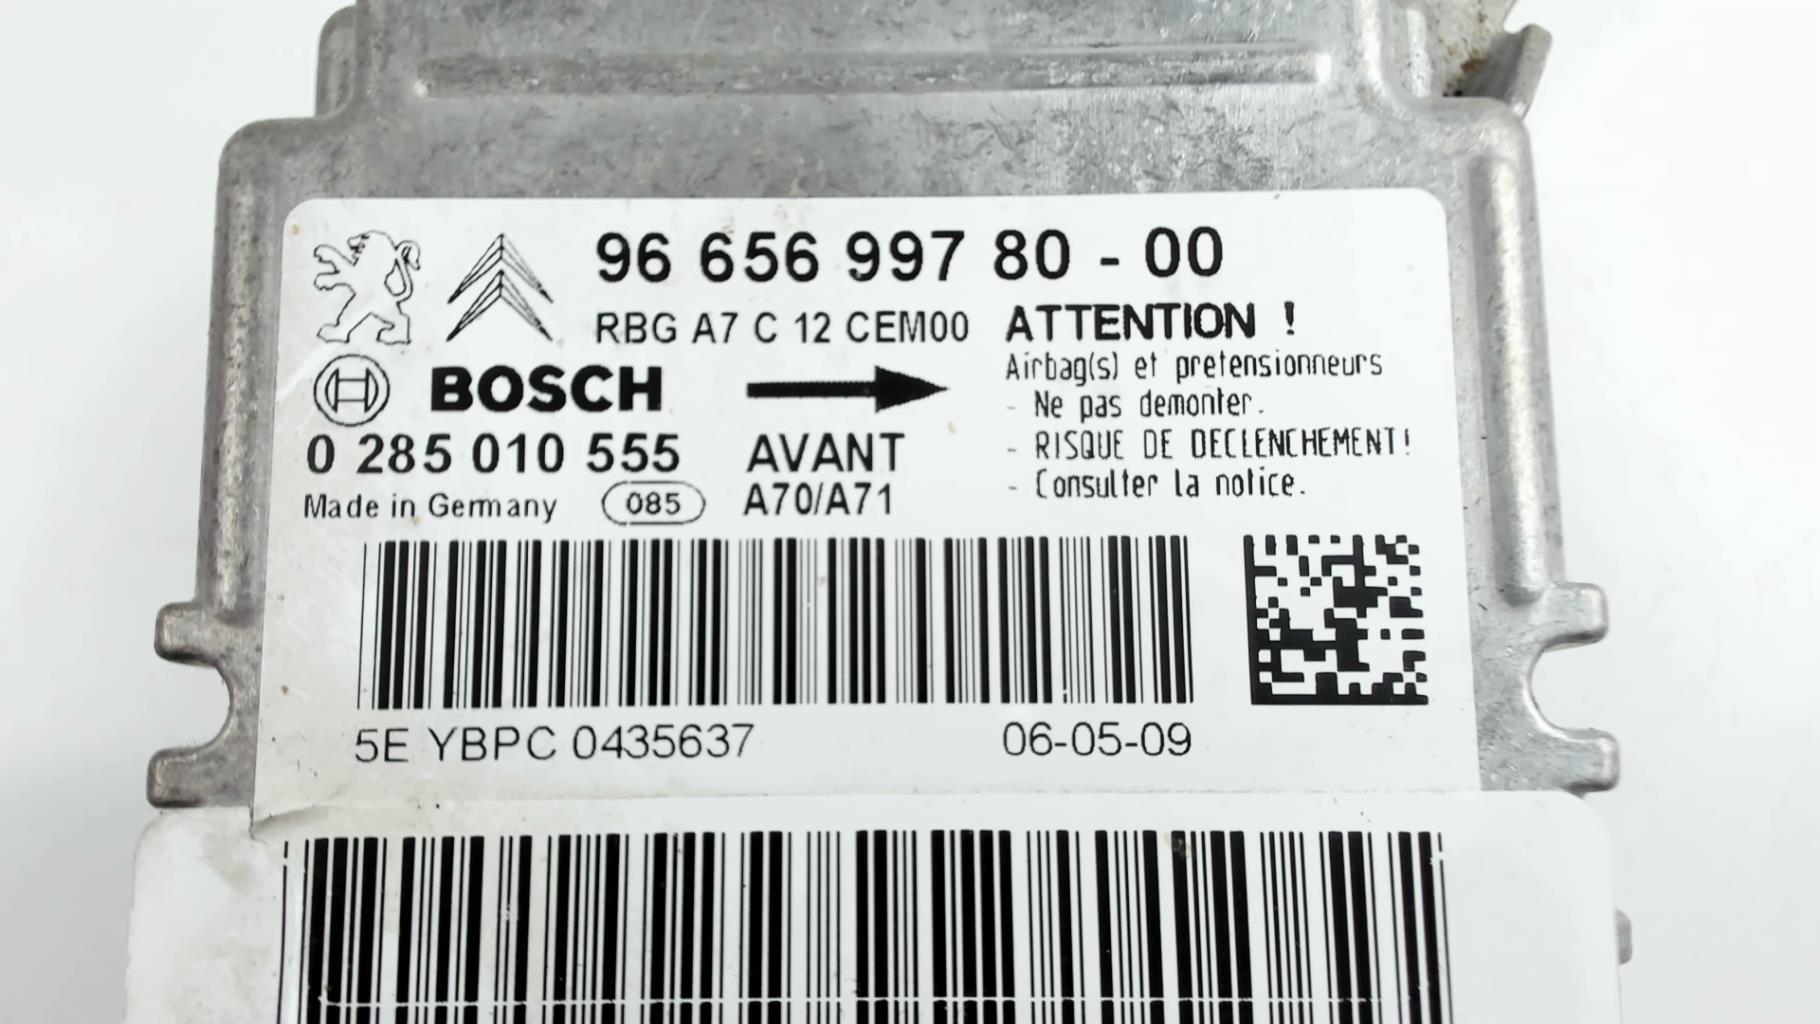 96 656 997 80 - 00
RBG A7 C 12 CEM00
ATTENTION !
Airbag(s) et pretensionneurs
- Ne pas demonter.
- RISQUE DE DECLENCHEMENT!
- Consulter la notice.
BOSCH
0 285 010 555
AVANT
Made in Germany
085
A70/A71
5E YBPC 0435637
06-05-09